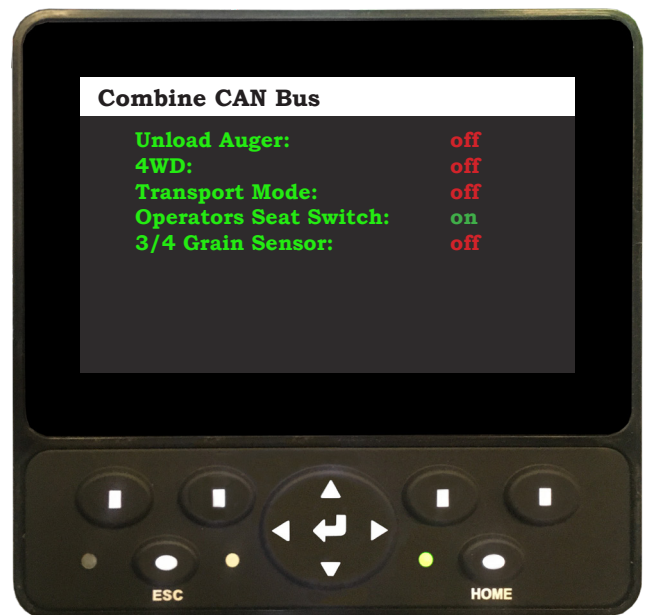 Combine CAN Bus
Unload Auger: off
4WD: off
Transport Mode: off
Operators Seat Switch: on
3/4 Grain Sensor: off
ESC HOME